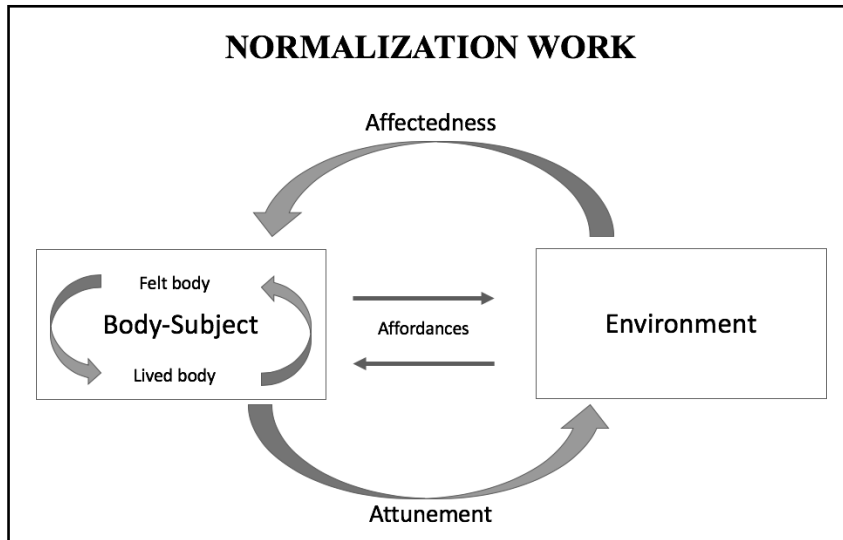 NORMALIZATION WORK
Affectedness
Felt body
Body-Subject
Lived body
Affordances
Environment
Attunement